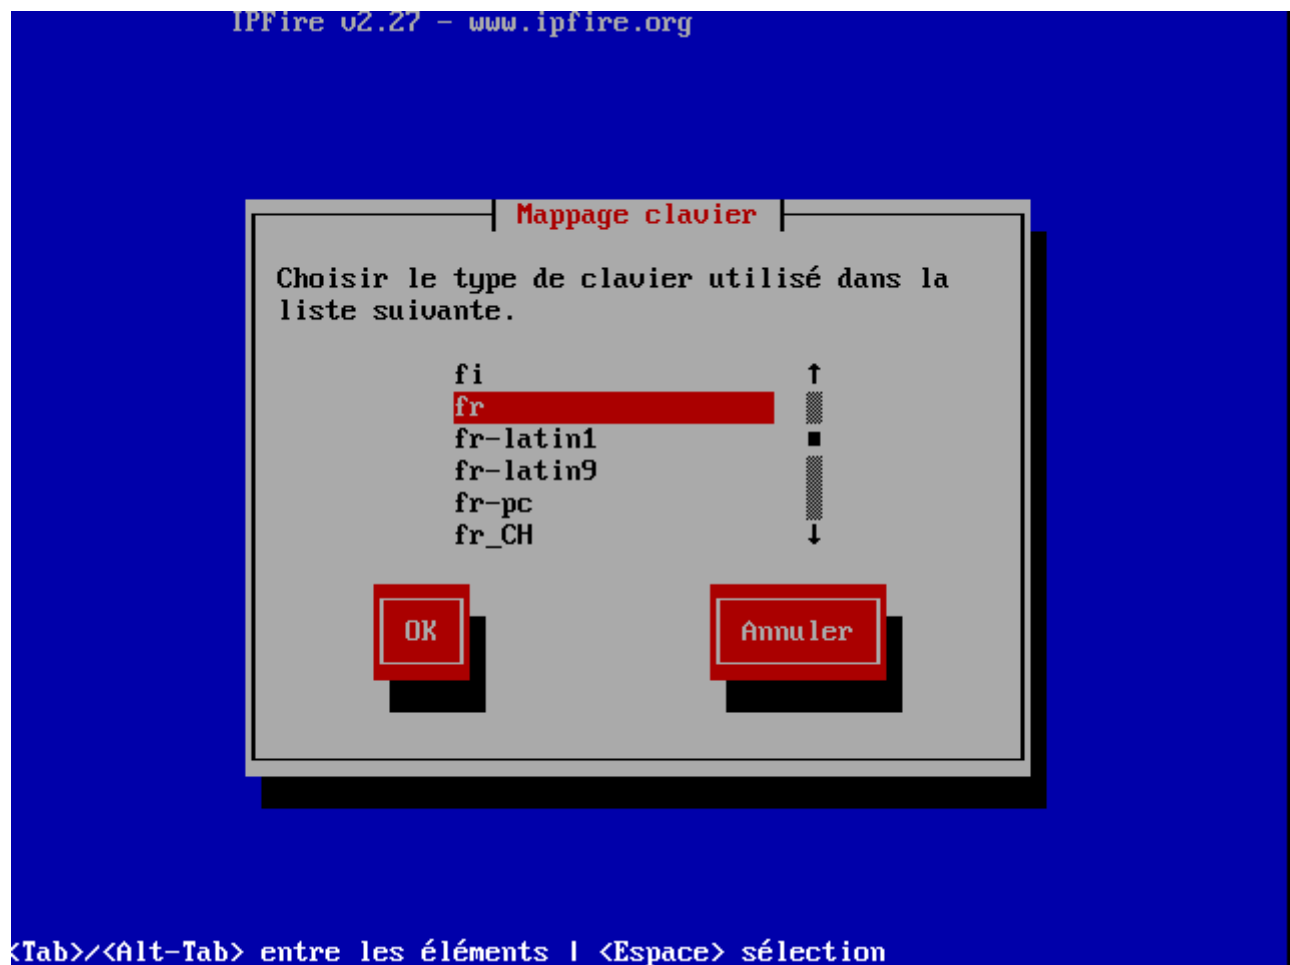 IPFire v2.27 - www.ipfire.org
Mappage clavier
Choisir le type de clavier utilisé dans la
liste suivante.
fi
fr
fr-latin1
fr-latin9
fr-pc
fr_CH
OK
Annuler
<Tab>/<Alt-Tab> entre les éléments | <Espace> sélection